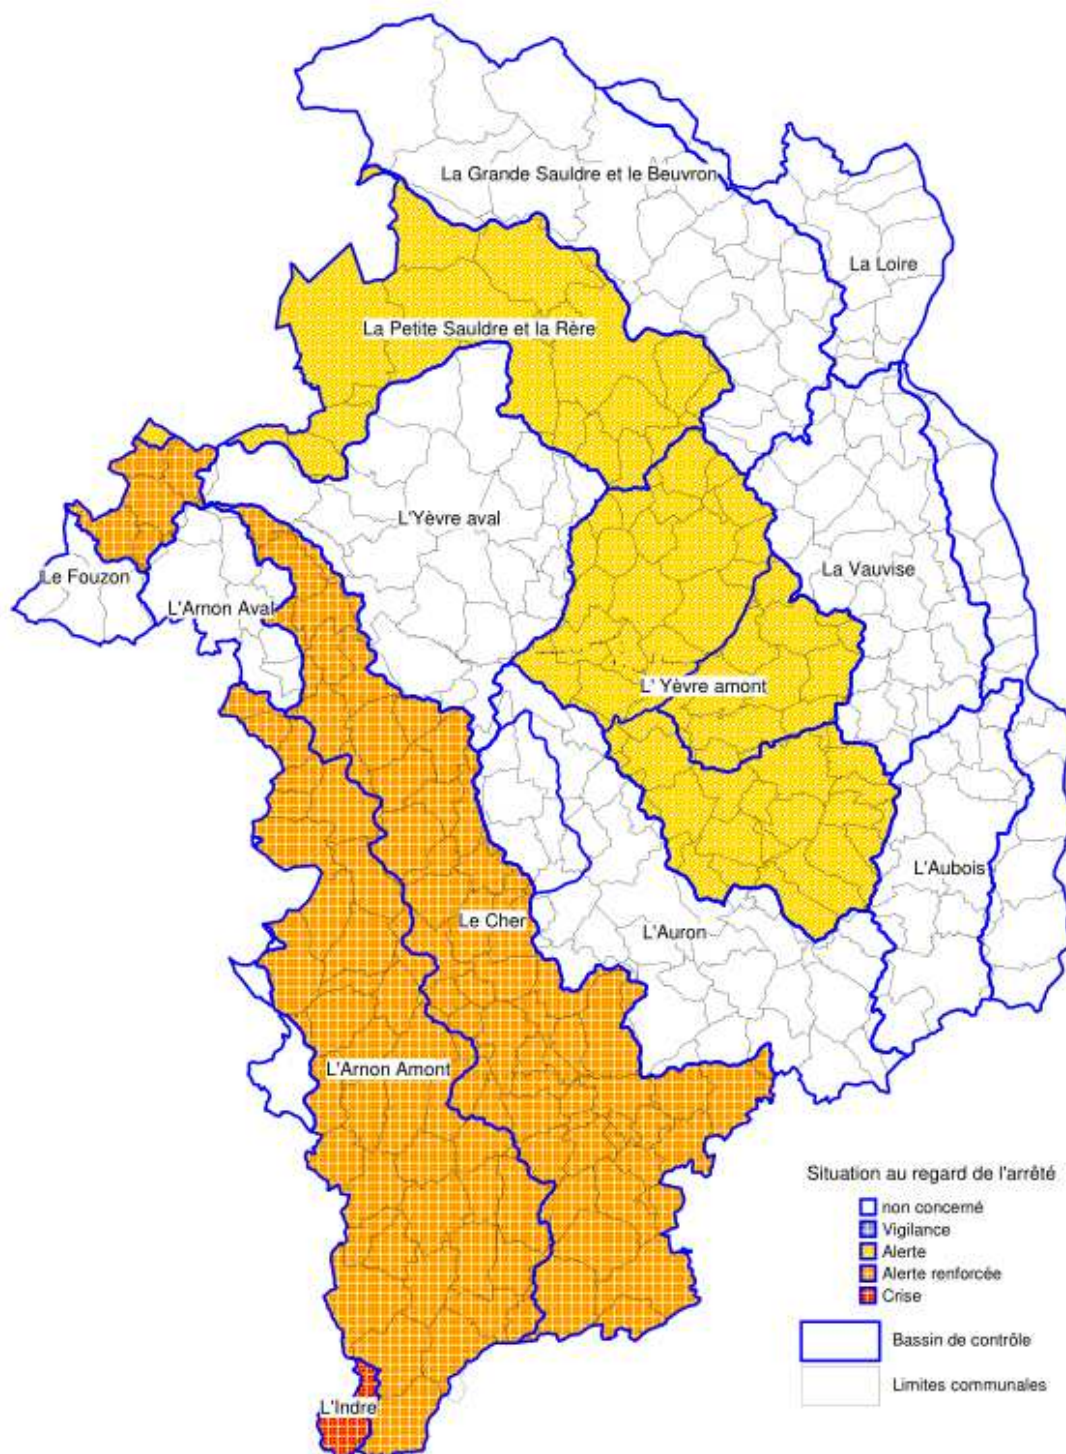 La Grande Sauldre et le Beuvron
La Loire
La Petite Sauldre et la Rère
L'Yèvre aval
La Vauvise
Le Fouzon
L'Arnon Aval
L' Yèvre amont
L'Aubois
Le Cher
L'Auron
L'Arnon Amont
L'Indre
Situation au regard de l'arrêté
non concerné
Vigilance
Alerte
Alerte renforcée
Crise
Bassin de contrôle
Limites communales